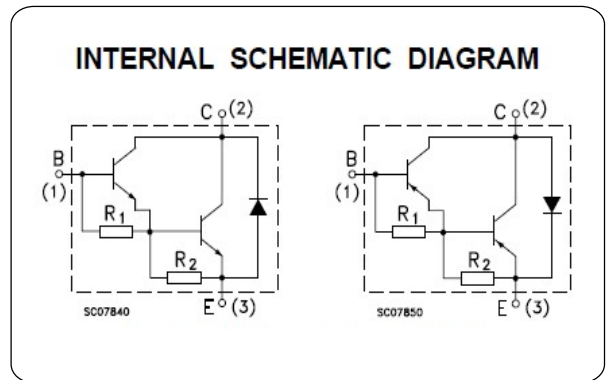 INTERNAL SCHEMATIC DIAGRAM
C (2)
B
(1)
R1
R2
E (3)
SC07840
C (2)
B
(1)
R1
R2
E (3)
SC07850